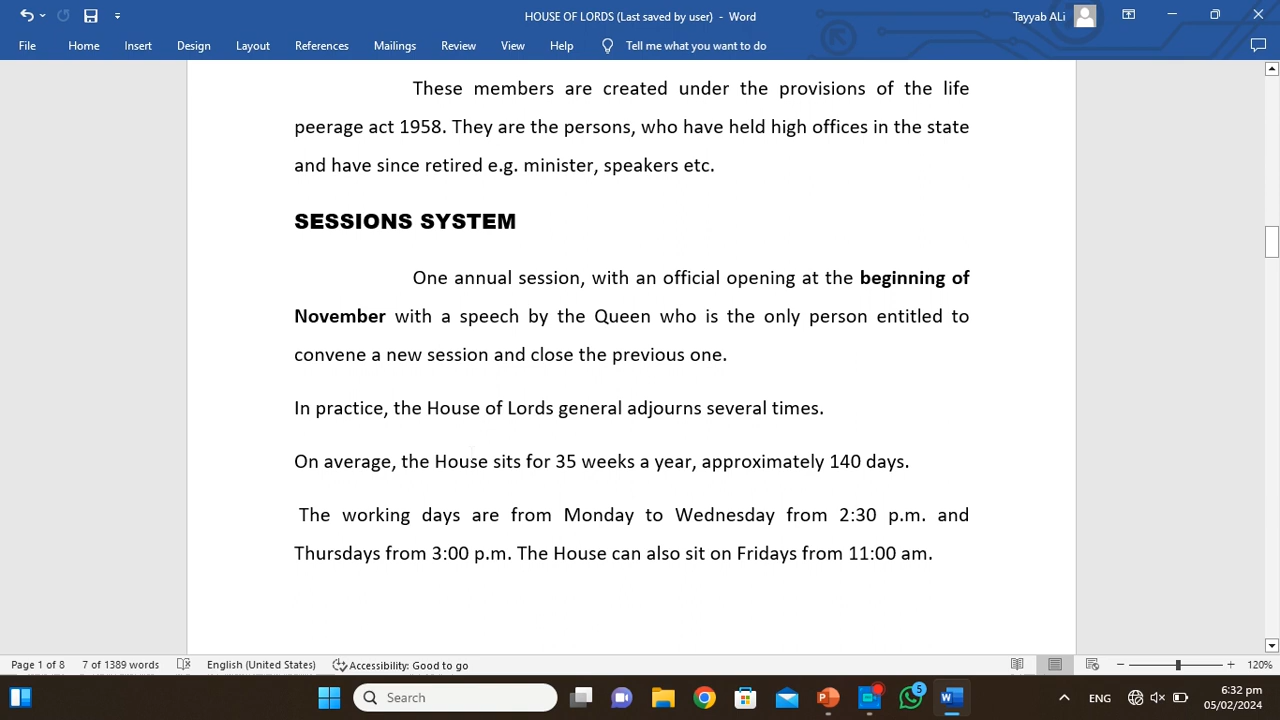 HOUSE OF LORDS (Last saved by user) - Word
Tayyab ALi
File Home Insert Design Layout References Mailings Review View Help Tell me what you want to do
These members are created under the provisions of the life
peerage act 1958. They are the persons, who have held high offices in the state
and have since retired e.g. minister, speakers etc.
SESSIONS SYSTEM
One annual session, with an official opening at the beginning of
November with a speech by the Queen who is the only person entitled to
convene a new session and close the previous one.
In practice, the House of Lords general adjourns several times.
On average, the House sits for 35 weeks a year, approximately 140 days.
The working days are from Monday to Wednesday from 2:30 p.m. and
Thursdays from 3:00 p.m. The House can also sit on Fridays from 11:00 am.
Page 1 of 8 7 of 1389 words English (United States) Accessibility: Good to go 120%
Search 5 ENG 6:32 pm
05/02/2024